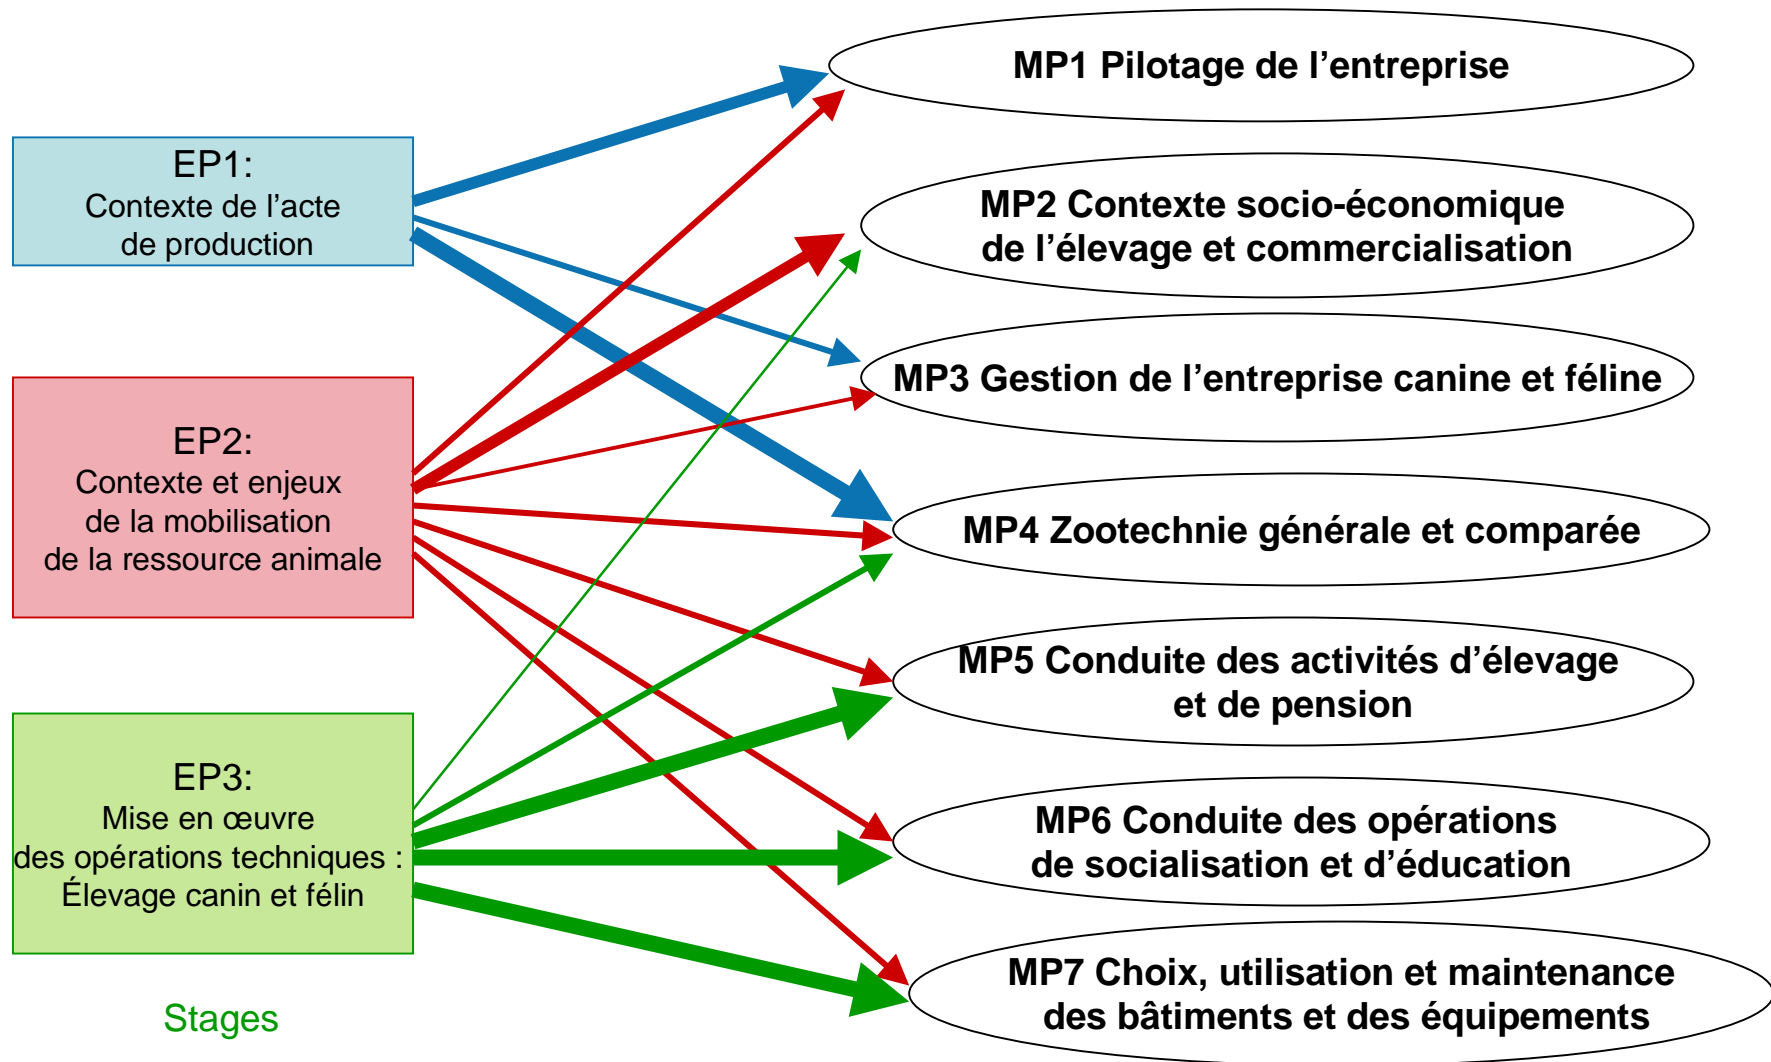 EP1:
Contexte de l’acte
de production
EP2:
Contexte et enjeux
de la mobilisation
de la ressource animale
EP3:
Mise en œuvre
des opérations techniques :
Élevage canin et félin
Stages
MP1 Pilotage de l’entreprise
MP2 Contexte socio-économique
de l’élevage et commercialisation
MP3 Gestion de l’entreprise canine et féline
MP4 Zootechnie générale et comparée
MP5 Conduite des activités d’élevage
et de pension
MP6 Conduite des opérations
de socialisation et d’éducation
MP7 Choix, utilisation et maintenance
des bâtiments et des équipements